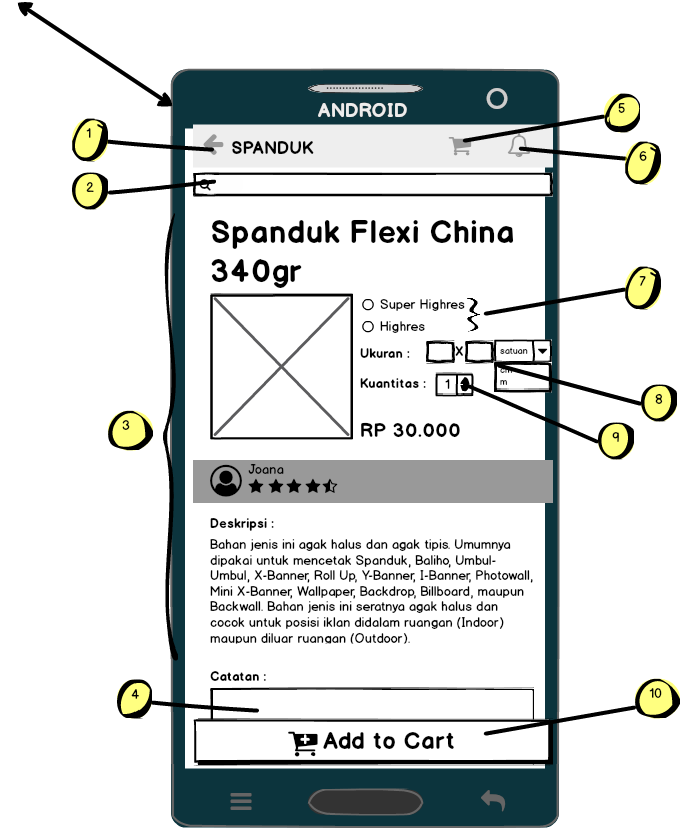 ANDROID
SPANDUK
1
2
3
4
5
6
7
8
9
10
Spanduk Flexi China
340gr
Super Highres
Highres
Ukuran :
X
satuan
cm
m
Kuantitas :
1
RP 30.000
Joana
Deskripsi :
Bahan jenis ini agak halus dan agak tipis. Umumnya
dipakai untuk mencetak Spanduk, Baliho, Umbul-
Umbul, X-Banner, Roll Up, Y-Banner, I-Banner, Photowall,
Mini X-Banner, Wallpaper, Backdrop, Billboard, maupun
Backwall. Bahan jenis ini seratnya agak halus dan
cocok untuk posisi iklan didalam ruangan (Indoor)
maupun diluar ruangan (Outdoor).
Catatan :
Add to Cart